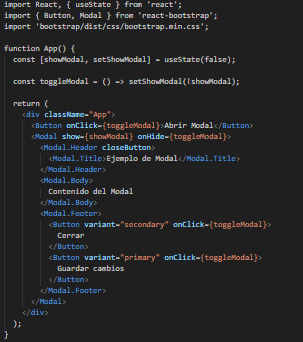 import React, { useState } from 'react';
import { Button, Modal } from 'react-bootstrap';
import 'bootstrap/dist/css/bootstrap.min.css';

function App() {
  const [showModal, setShowModal] = useState(false);

  const toggleModal = () => setShowModal(!showModal);

  return (
    <div className="App">
      <Button onClick={toggleModal}>Abrir Modal</Button>
      <Modal show={showModal} onHide={toggleModal}>
        <Modal.Header closeButton>
          <Modal.Title>Ejemplo de Modal</Modal.Title>
        </Modal.Header>
        <Modal.Body>
          Contenido del Modal
        </Modal.Body>
        <Modal.Footer>
          <Button variant="secondary" onClick={toggleModal}>
            Cerrar
          </Button>
          <Button variant="primary" onClick={toggleModal}>
            Guardar cambios
          </Button>
        </Modal.Footer>
      </Modal>
    </div>
  );
}